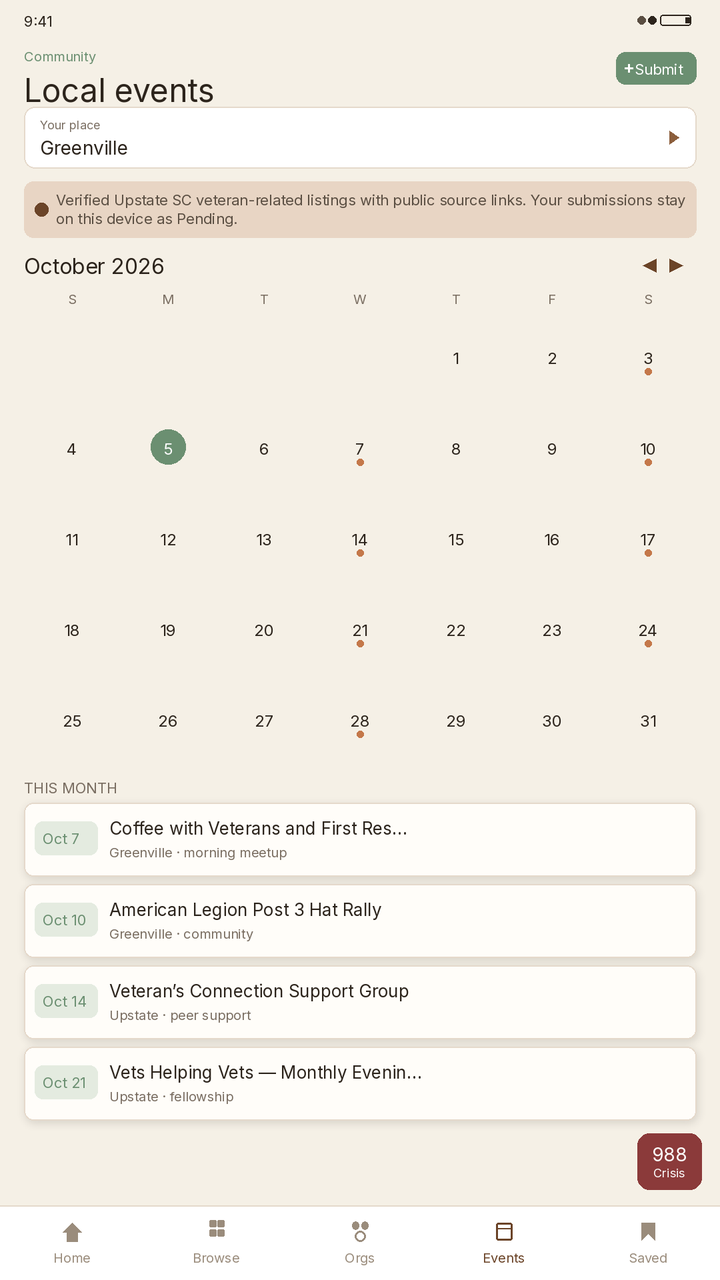 9:41
Community
Local events
+Submit
Your place
Greenville
Verified Upstate SC veteran-related listings with public source links. Your submissions stay
on this device as Pending.
October 2026
S M T W T F S
1 2 3
4 5 6 7 8 9 10
11 12 13 14 15 16 17
18 19 20 21 22 23 24
25 26 27 28 29 30 31
THIS MONTH
Oct 7
Coffee with Veterans and First Res...
Greenville · morning meetup
Oct 10
American Legion Post 3 Hat Rally
Greenville · community
Oct 14
Veteran’s Connection Support Group
Upstate · peer support
Oct 21
Vets Helping Vets — Monthly Evenin...
Upstate · fellowship
988
Crisis
Home Browse Orgs Events Saved